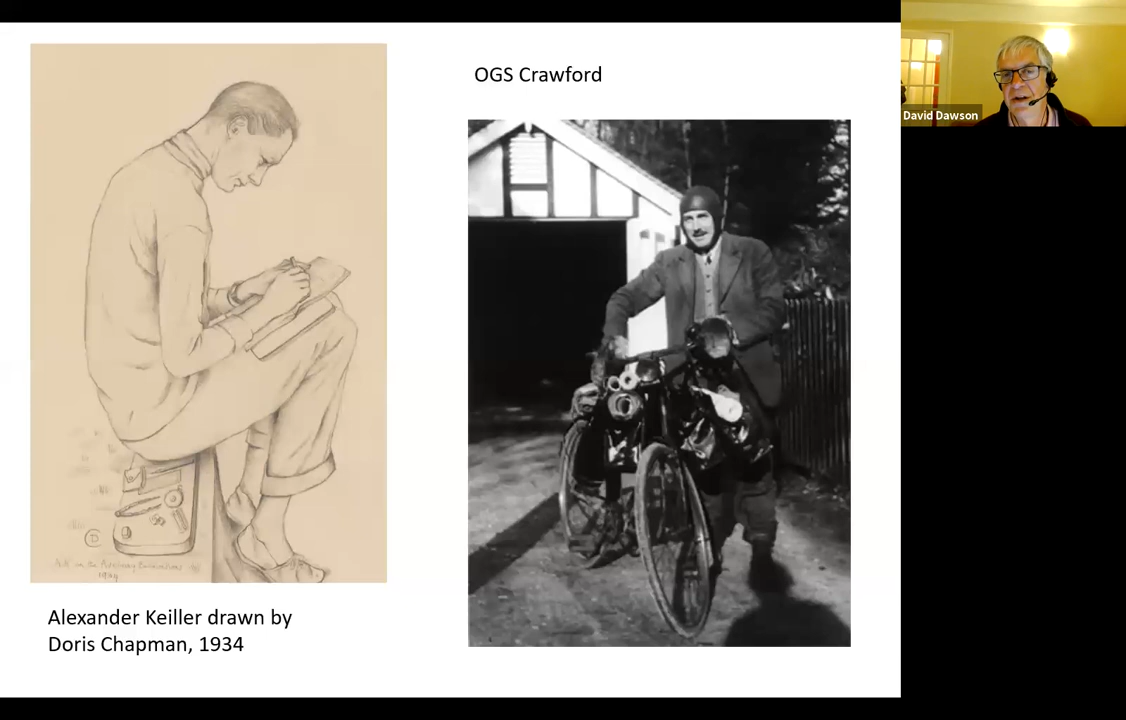 OGS Crawford
David Dawson
Alexander Keiller drawn by
Doris Chapman, 1934